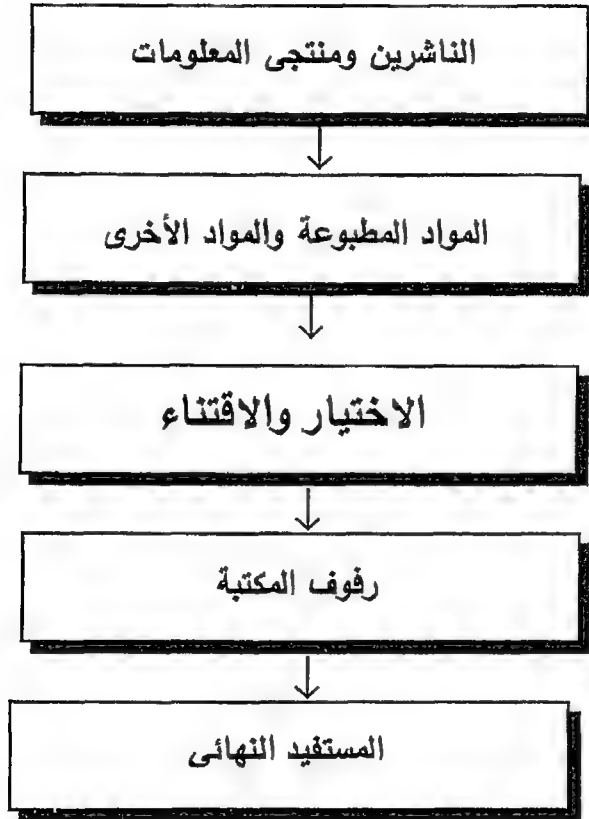 الناشرين ومنتجى المعلومات
المواد المطبوعة والمواد الأخرى
الاختيار والاقتناء
رفوف المكتبة
المستفيد النهائى